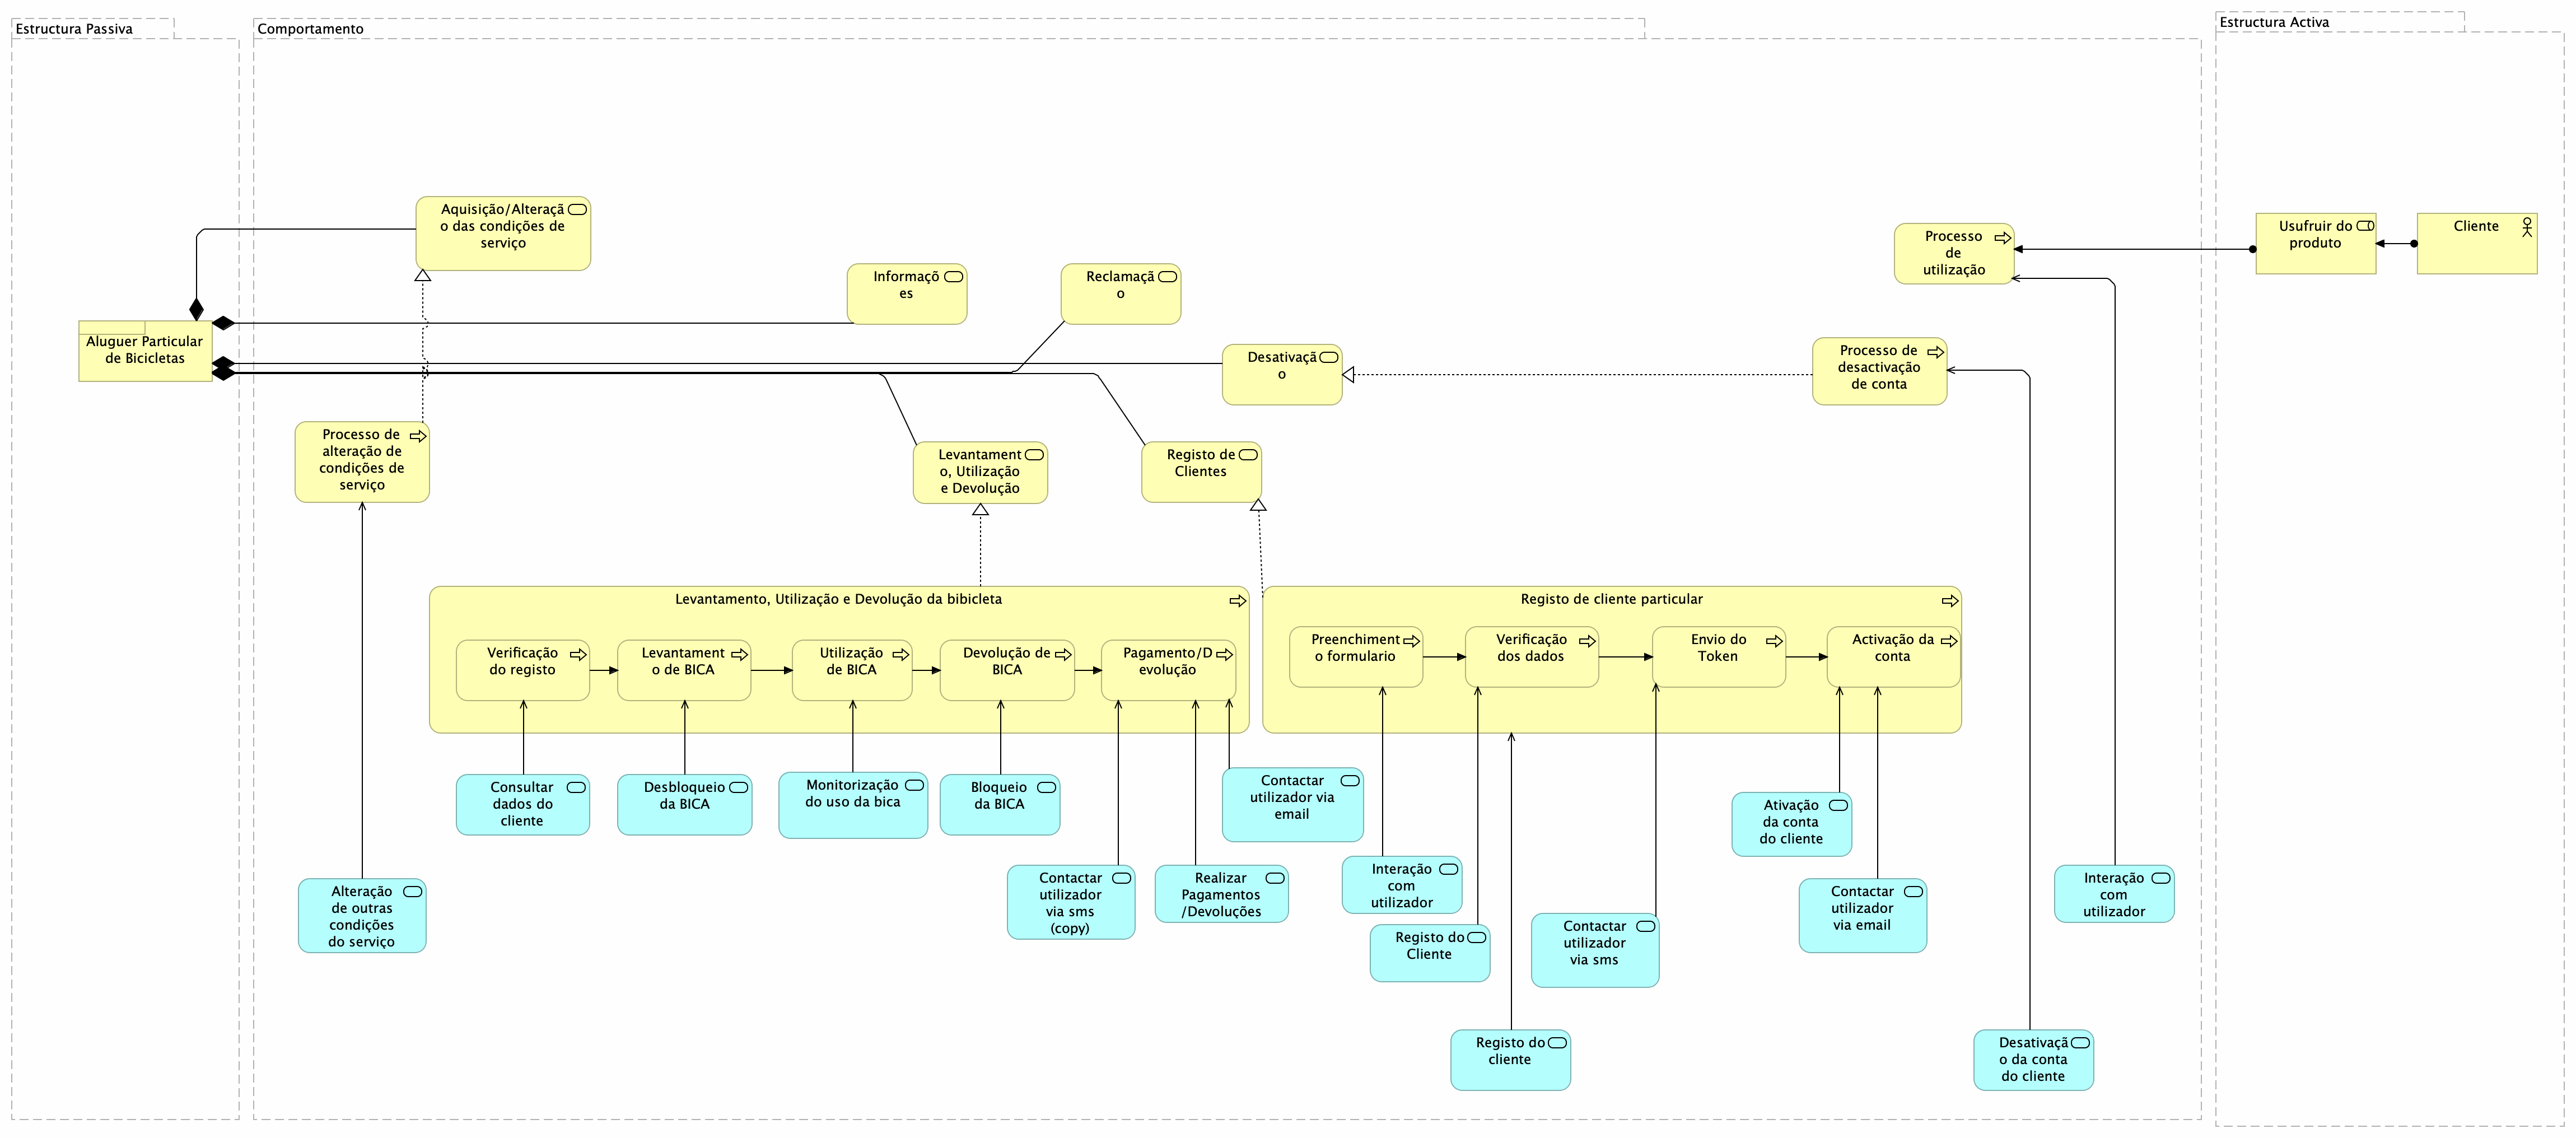 Estructura Passiva
Comportamento
Estructura Activa
Aquisição/Alteraçã
o das condições de
serviço
Informaçõ
es
Reclamaçã
o
Processo
de
utilização
Usufruir do
produto
Cliente
Aluguer Particular
de Bicicletas
Desativaçã
o
Processo de
desactivação
de conta
Processo de
alteração de
condições de
serviço
Levantament
o, Utilização
e Devolução
Registo de
Clientes
Levantamento, Utilização e Devolução da bibicleta
Verificação
do registo
Levantament
o de BICA
Utilização
de BICA
Devolução de
BICA
Pagamento/D
evolução
Registo de cliente particular
Preenchiment
o formulario
Verificação
dos dados
Envio do
Token
Activação da
conta
Consultar
dados do
cliente
Desbloqueio
da BICA
Monitorização
do uso da bica
Bloqueio
da BICA
Contactar
utilizador via
email
Ativação
da conta
do cliente
Alteração
de outras
condições
do serviço
Contactar
utilizador
via sms
(copy)
Realizar
Pagamentos
/Devoluções
Interação
com
utilizador
Registo do
Cliente
Contactar
utilizador
via sms
Contactar
utilizador
via email
Interação
com
utilizador
Registo do
cliente
Desativaçã
o da conta
do cliente